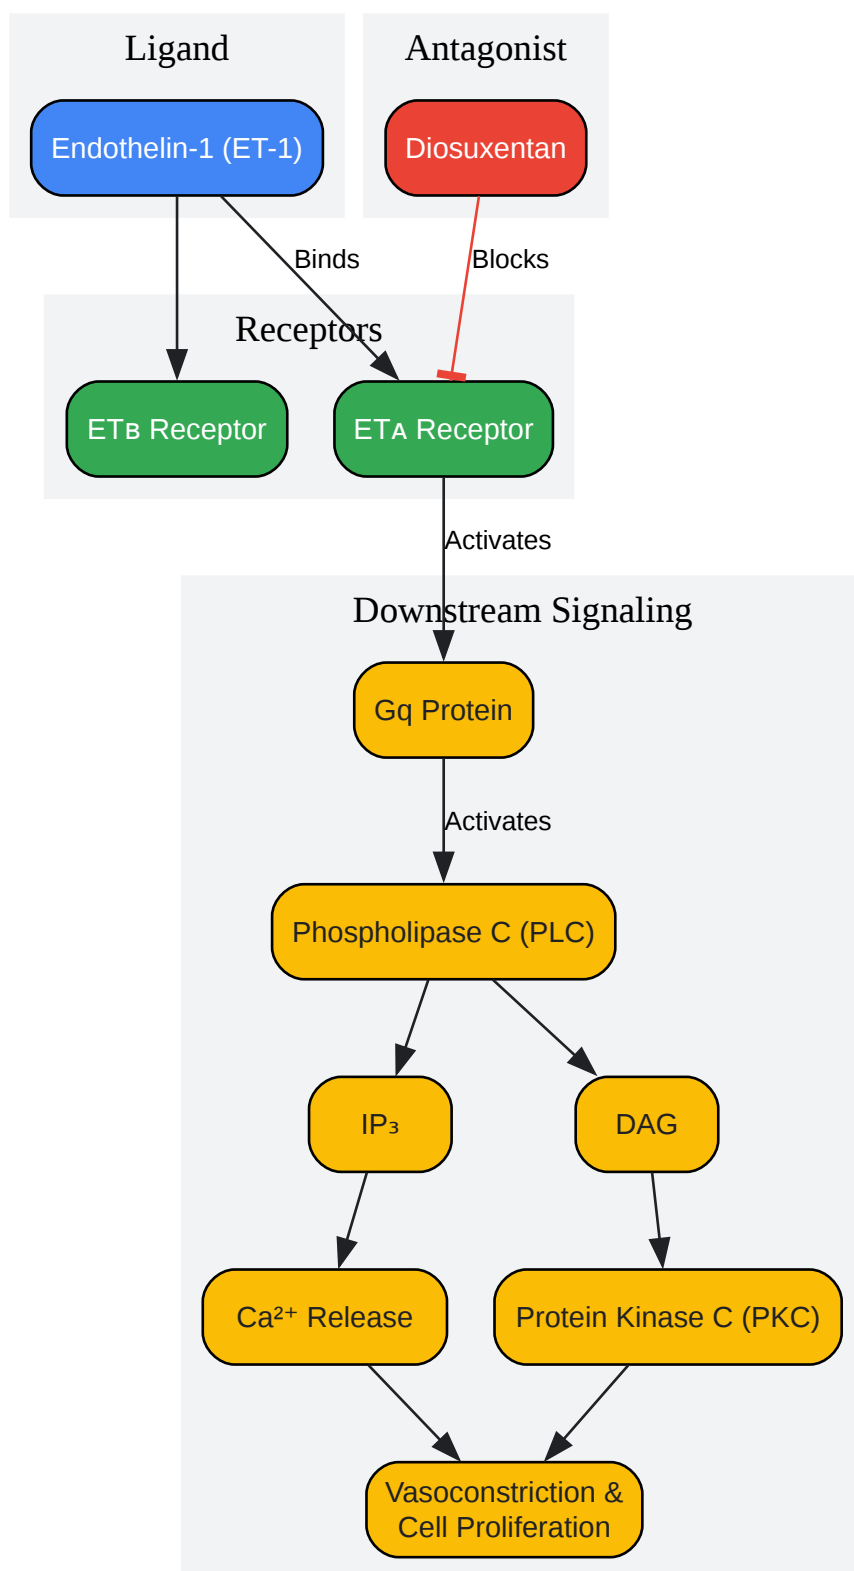 Ligand
Antagonist
Endothelin-1 (ET-1)
Diosuxentan
Binds
Blocks
Receptors
ETʙ Receptor
ETᴀ Receptor
Activates
Downstream Signaling
Gq Protein
Activates
Phospholipase C (PLC)
IP₃
DAG
Ca²⁺ Release
Protein Kinase C (PKC)
Vasoconstriction &
Cell Proliferation